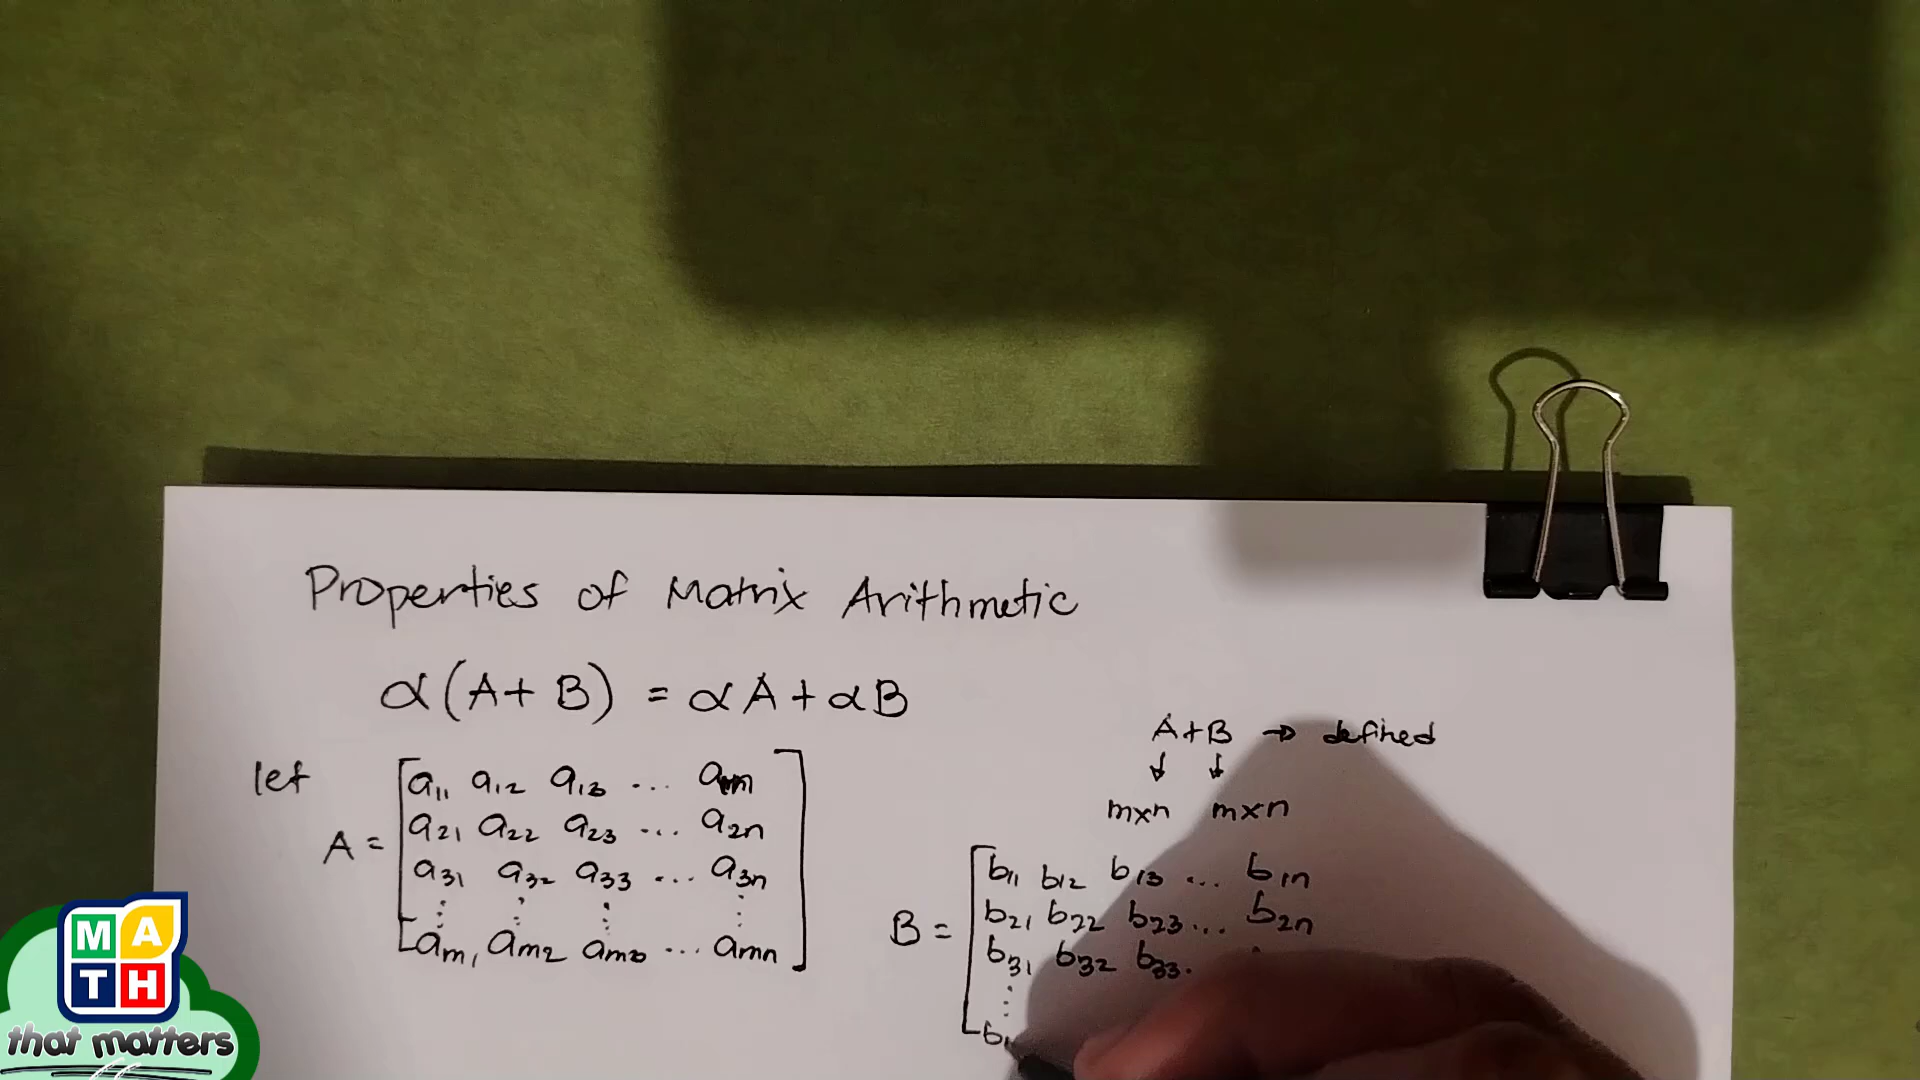 Properties of Matrix Arithmetic
α(A+B) = αA + αB
A+B → defined
↓ ↓
m×n m×n
let
A = [a11 a12 a13 ... a1n
a21 a22 a23 ... a2n
a31 a32 a33 ... a3n
⋮ ⋮ ⋮ ⋮
am1 am2 am3 ... amn]
B = [b11 b12 b13 ... b1n
b21 b22 b23 ... b2n
b31 b32 b33.
⋮
MATH
that matters